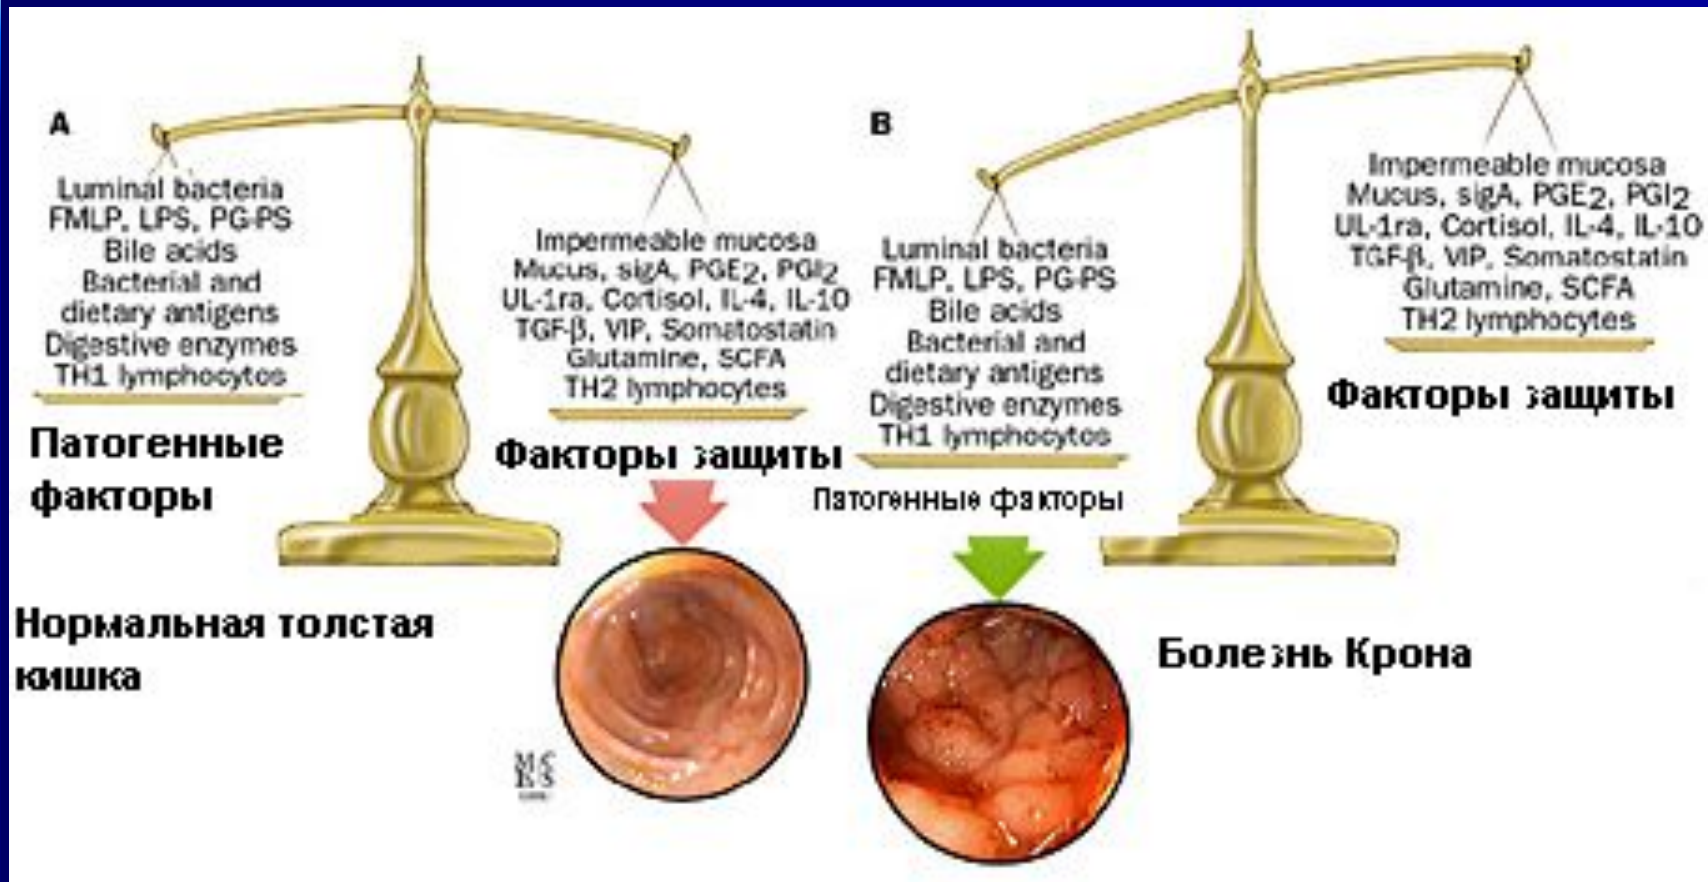 A
Luminal bacteria
FMLP, LPS, PG-PS
Bile acids
Bacterial and
dietary antigens
Digestive enzymes
TH1 lymphocytos
Патогенные
факторы
Impermeable mucosa
Mucus, sigA, PGE2, PGI2
UL-1ra, Cortisol, IL-4, IL-10
TGF-β, VIP, Somatostatin
Glutamine, SCFA
TH2 lymphocytes
Факторы защиты
Нормальная толстая
кишка
B
Luminal bacteria
FMLP, LPS, PG-PS
Bile acids
Bacterial and
dietary antigens
Digestive enzymes
TH1 lymphocytos
Патогенные факторы
Impermeable mucosa
Mucus, sigA, PGE2, PGI2
UL-1ra, Cortisol, IL-4, IL-10
TGF-β, VIP, Somatostatin
Glutamine, SCFA
TH2 lymphocytes
Факторы защиты
Болезнь Крона